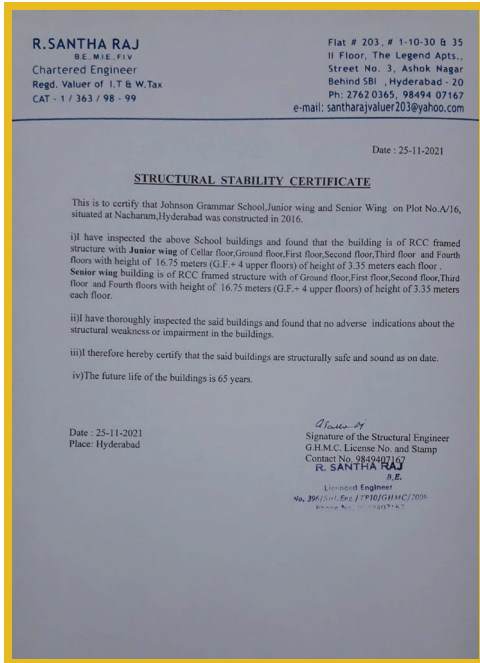 R.SANTHA RAJ
B.E., M.I.E., F.I.V
Chartered Engineer
Regd. Valuer of I.T & W.Tax
CAT - 1 / 363 / 98 - 99
Flat # 203, # 1-10-30 & 35
II Floor, The Legend Apts.,
Street No. 3, Ashok Nagar
Behind SBI , Hyderabad - 20
Ph: 2762 0365, 98494 07167
e-mail: santharajvaluer203@yahoo.com
Date : 25-11-2021
STRUCTURAL STABILITY CERTIFICATE
This is to certify that Johnson Grammar School,Junior wing and Senior Wing on Plot No.A/16,
situated at Nacharam,Hyderabad was constructed in 2016.
i)I have inspected the above School buildings and found that the building is of RCC framed
structure with Junior wing of Cellar floor,Ground floor,First floor,Second floor,Third floor and Fourth
floors with height of 16.75 meters (G.F.+ 4 upper floors) of height of 3.35 meters each floor .
Senior wing building is of RCC framed structure with of Ground floor,First floor,Second floor,Third
floor and Fourth floors with height of 16.75 meters (G.F.+ 4 upper floors) of height of 3.35 meters
each floor.
ii)I have thoroughly inspected the said buildings and found that no adverse indications about the
structural weakness or impairment in the buildings.
iii)I therefore hereby certify that the said buildings are structurally safe and sound as on date.
iv)The future life of the buildings is 65 years.
Date : 25-11-2021
Place: Hyderabad
Signature of the Structural Engineer
G.H.M.C. License No. and Stamp
Contact No. 9849407167
R. SANTHA RAJ
B.E.
Licenced Engineer
No. 396/Strl.Eng./TP10/GHMC/